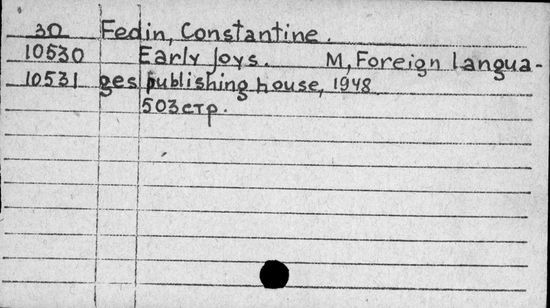 30 Fedin, Constantine.
10530 Early Joys. M, Foreign langua-
10531 ges publishing house, 1948
503стр.